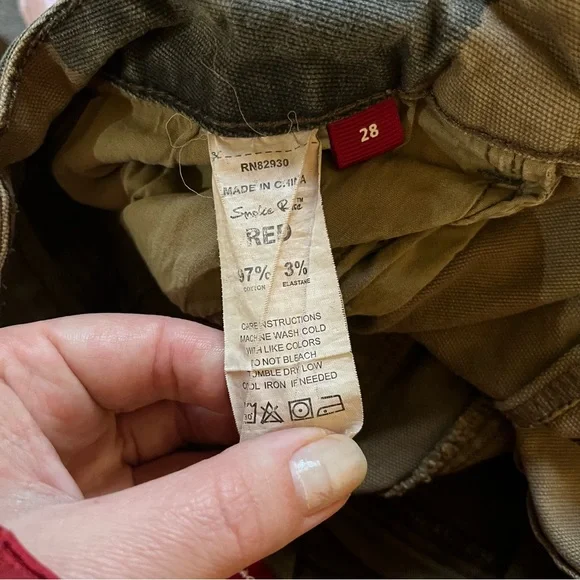 28
RN82930
MADE IN CHINA
Smoke Rise™
RED
97% 3%
COTTON ELASTANE
CARE INSTRUCTIONS
MACHINE WASH COLD
WITH LIKE COLORS
DO NOT BLEACH
TUMBLE DRY LOW
COOL IRON IF NEEDED